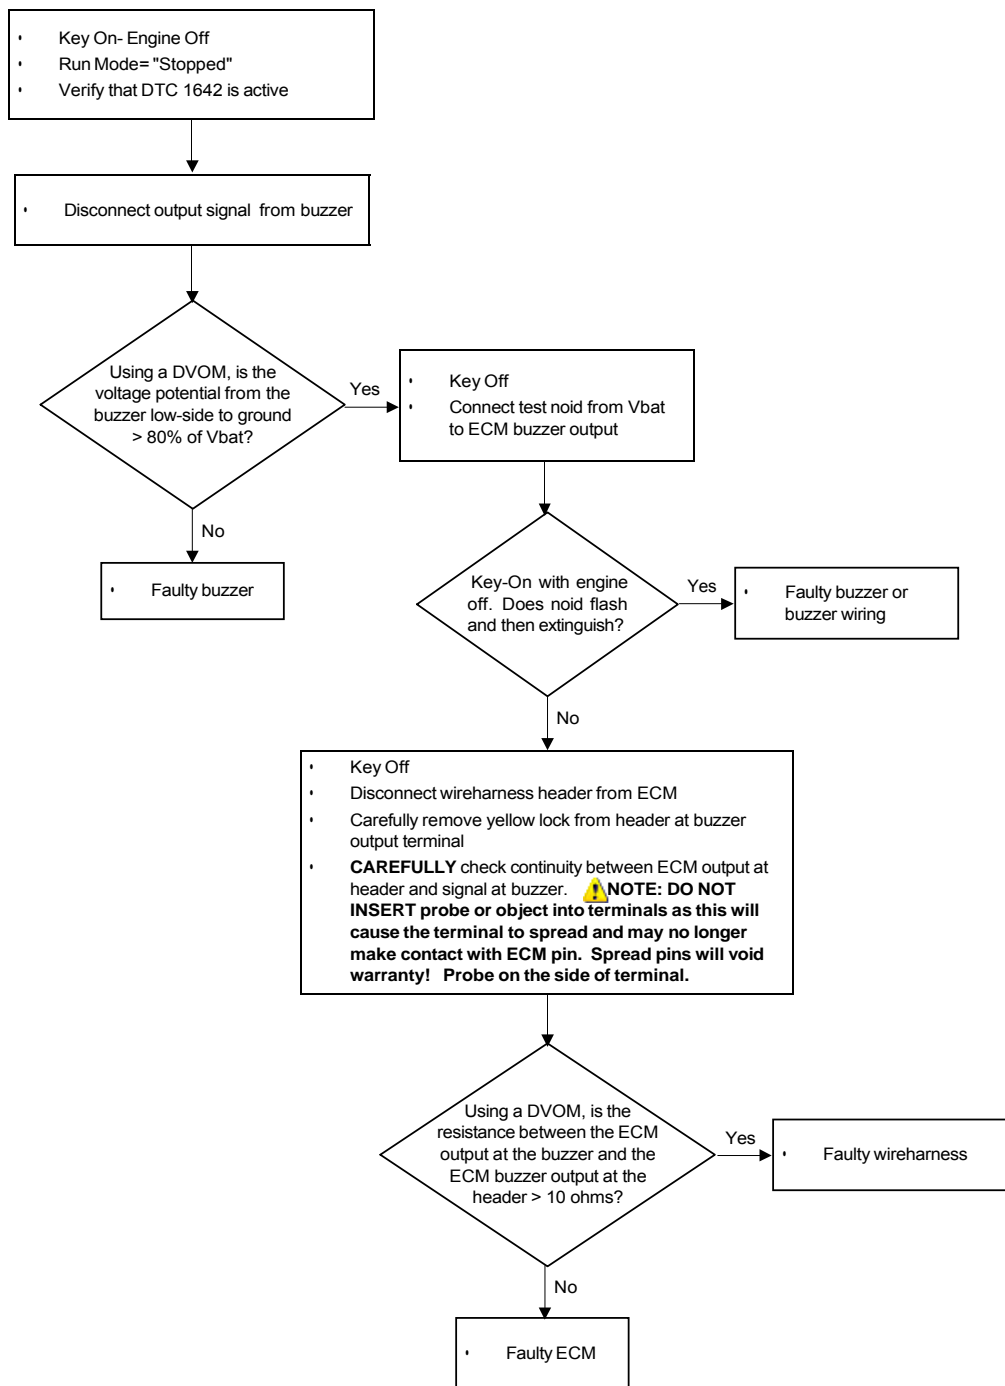 • Key On- Engine Off
• Run Mode= "Stopped"
• Verify that DTC 1642 is active
• Disconnect output signal from buzzer
Using a DVOM, is the
voltage potential from the
buzzer low-side to ground
> 80% of Vbat?
Yes
• Key Off
• Connect test noid from Vbat
to ECM buzzer output
No
• Faulty buzzer
Key-On with engine
off. Does noid flash
and then extinguish?
Yes
• Faulty buzzer or
buzzer wiring
No
• Key Off
• Disconnect wireharness header from ECM
• Carefully remove yellow lock from header at buzzer
output terminal
• CAREFULLY check continuity between ECM output at
header and signal at buzzer. NOTE: DO NOT
INSERT probe or object into terminals as this will
cause the terminal to spread and may no longer
make contact with ECM pin. Spread pins will void
warranty! Probe on the side of terminal.
Using a DVOM, is the
resistance between the ECM
output at the buzzer and the
ECM buzzer output at the
header > 10 ohms?
Yes
• Faulty wireharness
No
• Faulty ECM